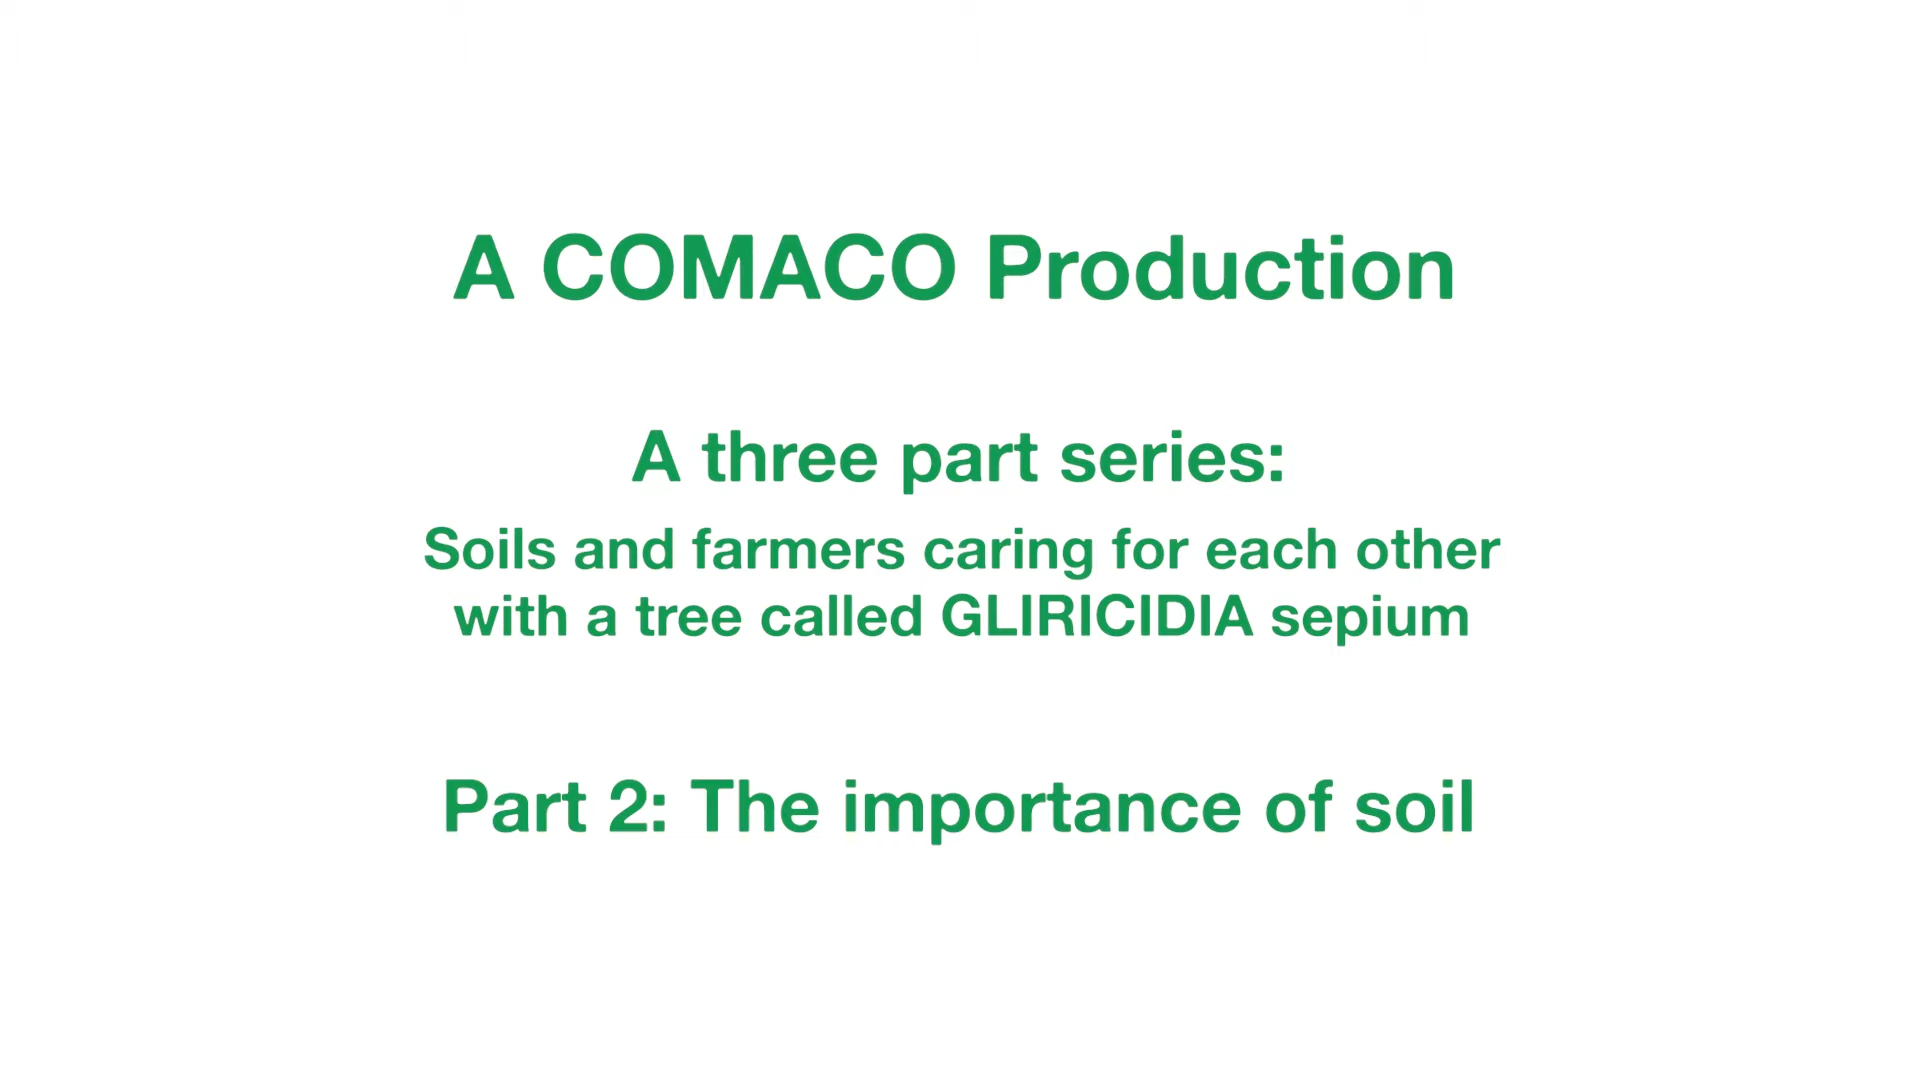 A COMACO Production
A three part series:
Soils and farmers caring for each other
with a tree called GLIRICIDIA sepium
Part 2: The importance of soil